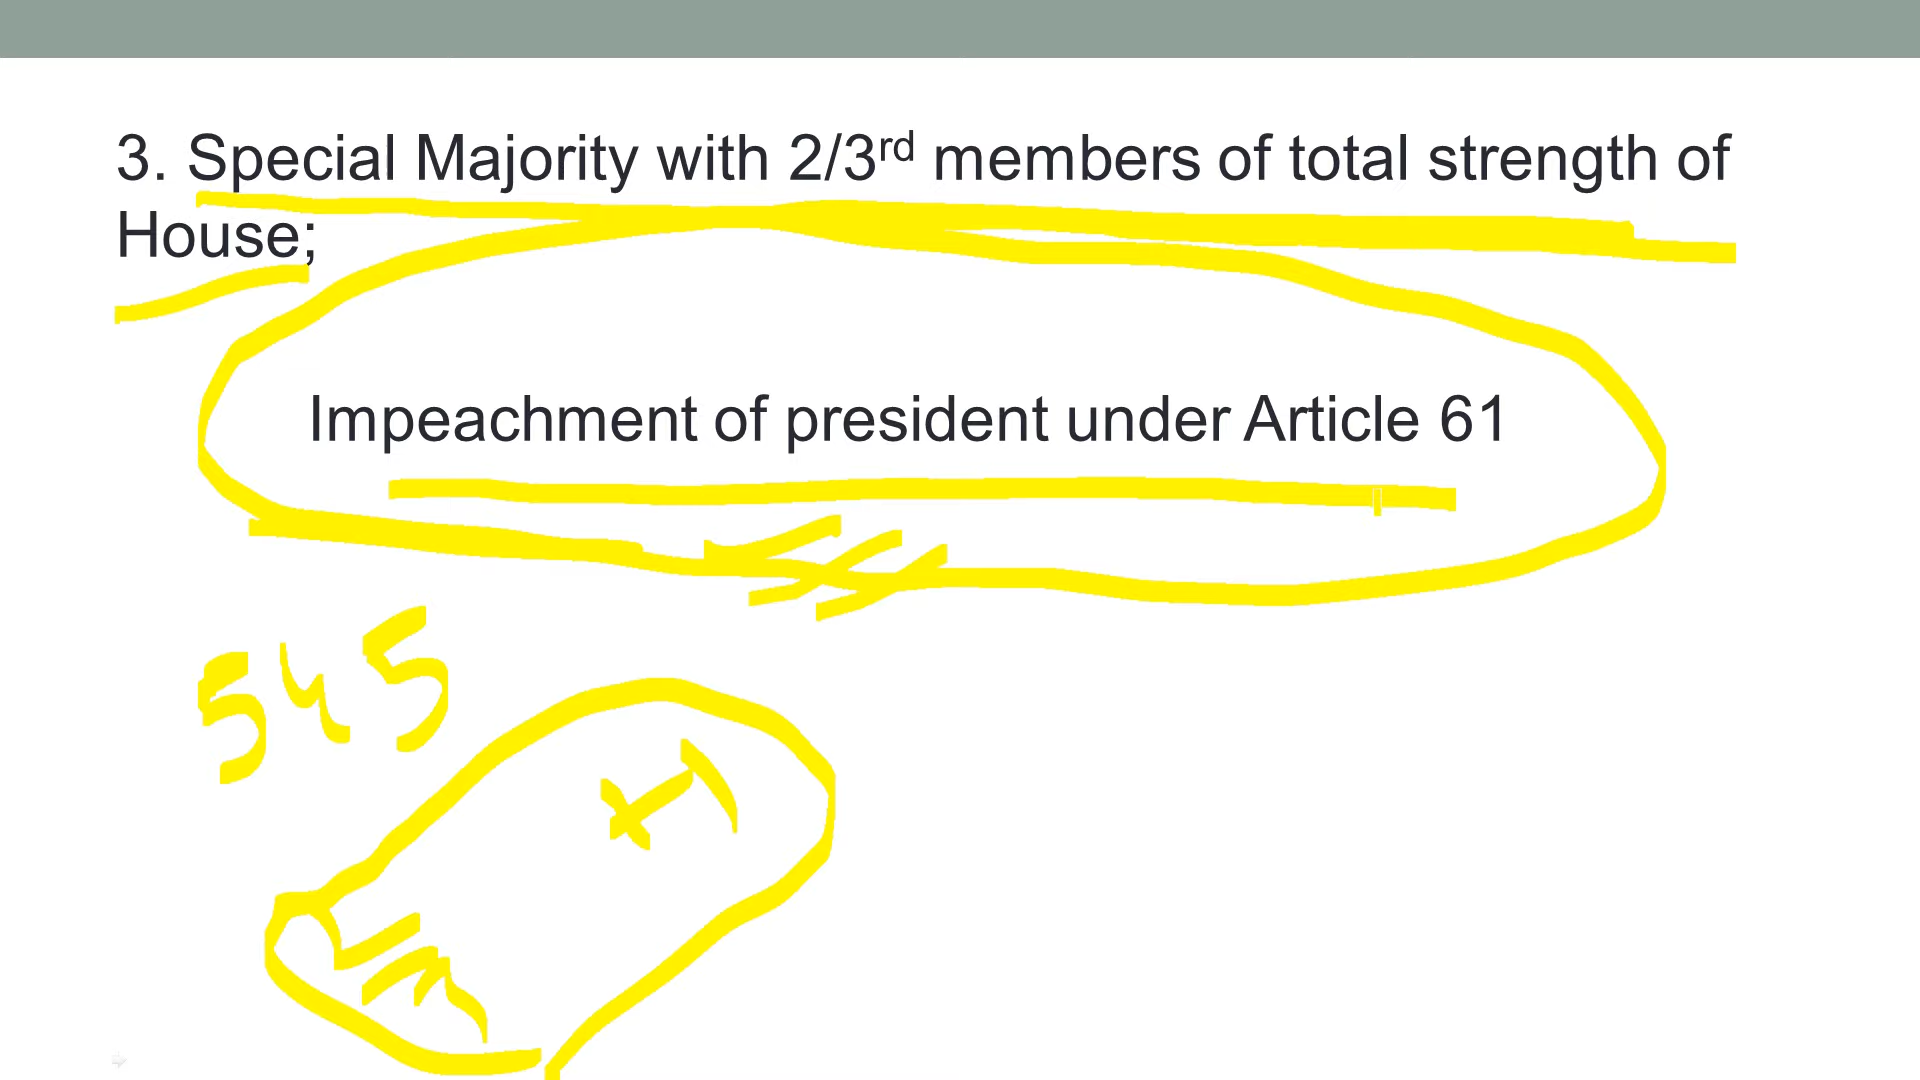 3. Special Majority with 2/3rd members of total strength of
House;
Impeachment of president under Article 61
545